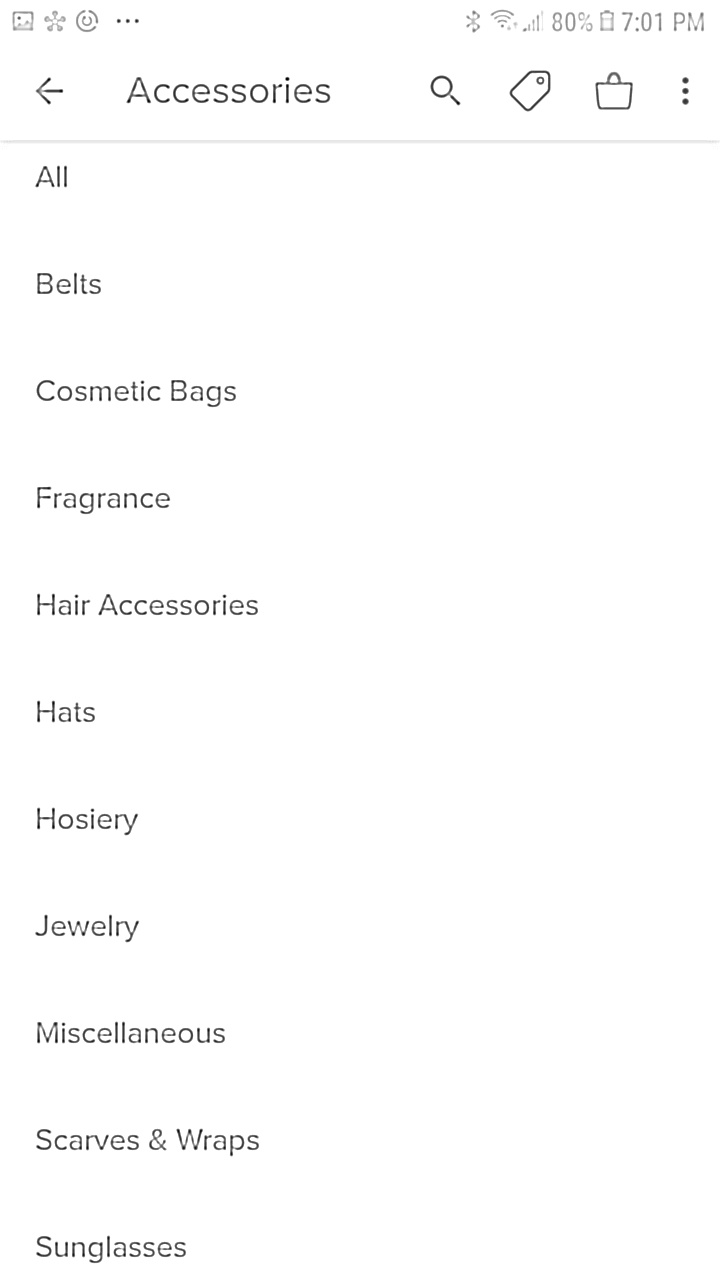 80% 7:01 PM
Accessories
All
Belts
Cosmetic Bags
Fragrance
Hair Accessories
Hats
Hosiery
Jewelry
Miscellaneous
Scarves & Wraps
Sunglasses